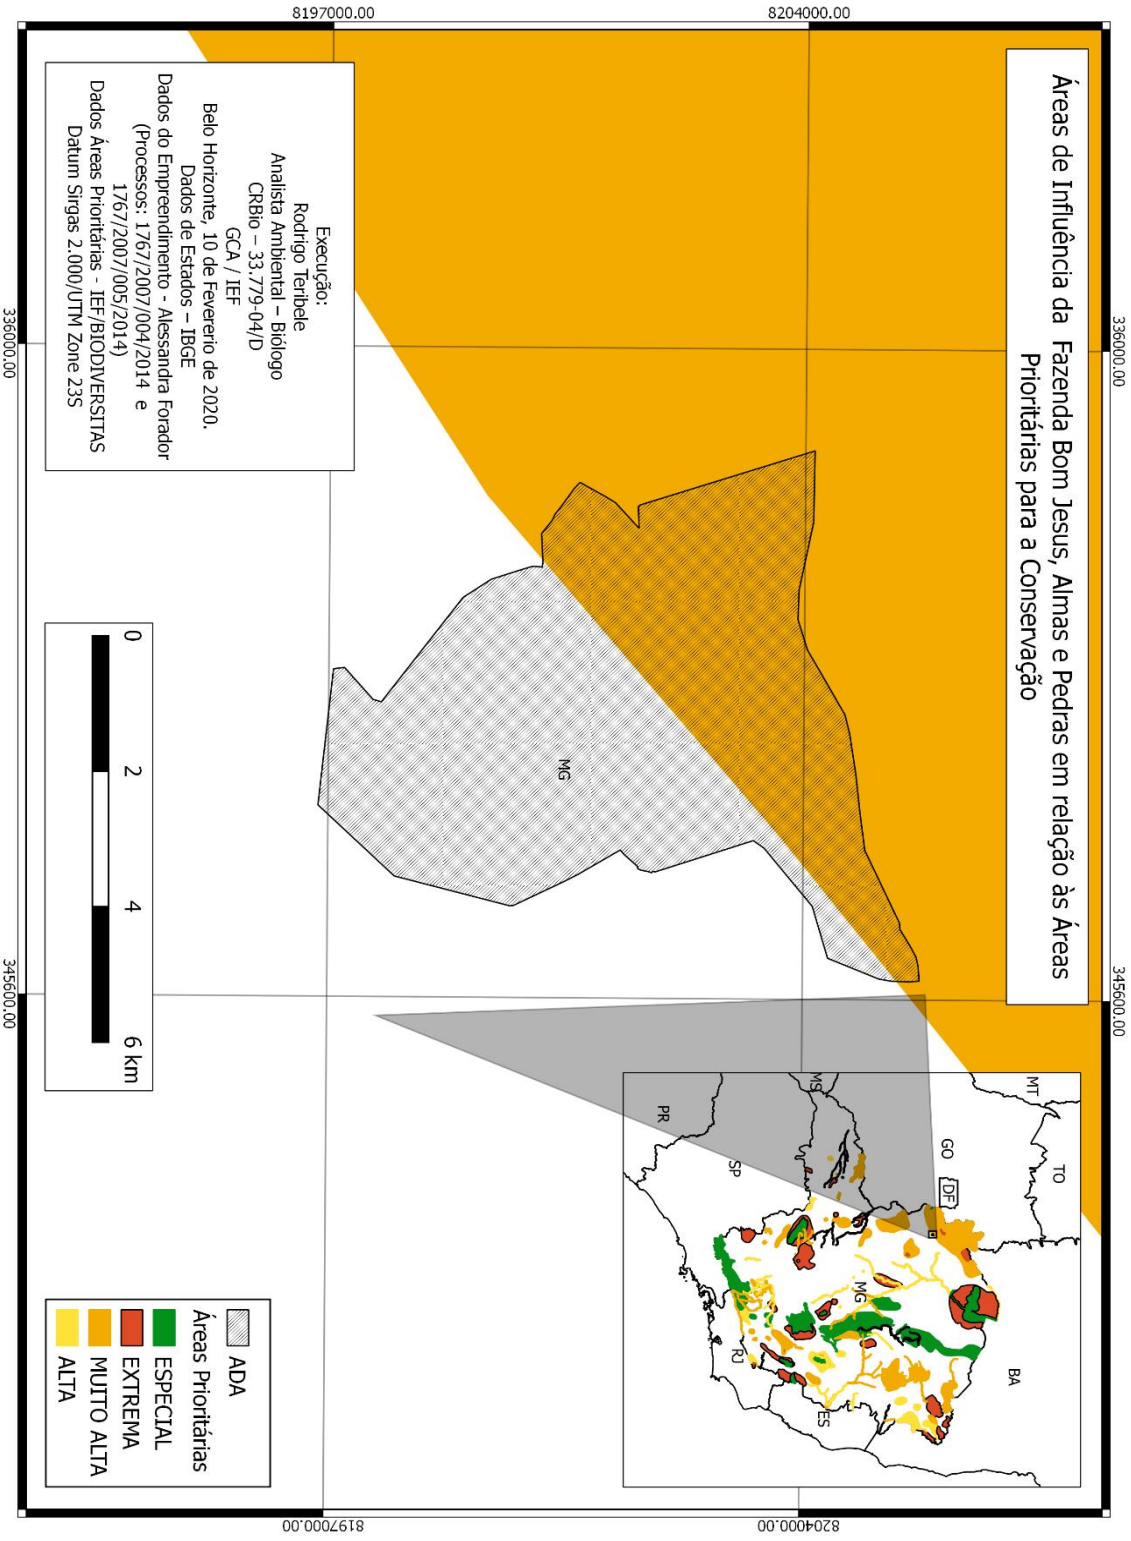 Áreas de Influência da  Fazenda Bom Jesus, Almas e Pedras em relação às Áreas
Prioritárias para a Conservação
336000.00
345600.00
8204000.00
8197000.00
8204000.00
8197000.00
336000.00
345600.00
MG
Execução:
Rodrigo Teribele
Analista Ambiental – Biólogo
CRBio – 33.779-04/D
GCA / IEF
Belo Horizonte, 10 de Fevererio de 2020.
Dados de Estados – IBGE
Dados do Empreendimento - Alessandra Forador
(Processos: 1767/2007/004/2014 e
1767/2007/005/2014)
Dados Áreas Prioritárias - IEF/BIODIVERSITAS
Datum Sirgas 2.000/UTM Zone 23S
0
2
4
6 km
MT
TO
BA
GO
DF
MG
MS
ES
SP
RJ
PR
ADA
Áreas Prioritárias
ESPECIAL
EXTREMA
MUITO ALTA
ALTA